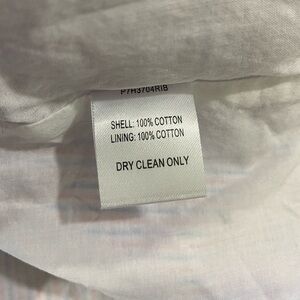 P7H3704RIB
SHELL: 100% COTTON
LINING: 100% COTTON
DRY CLEAN ONLY